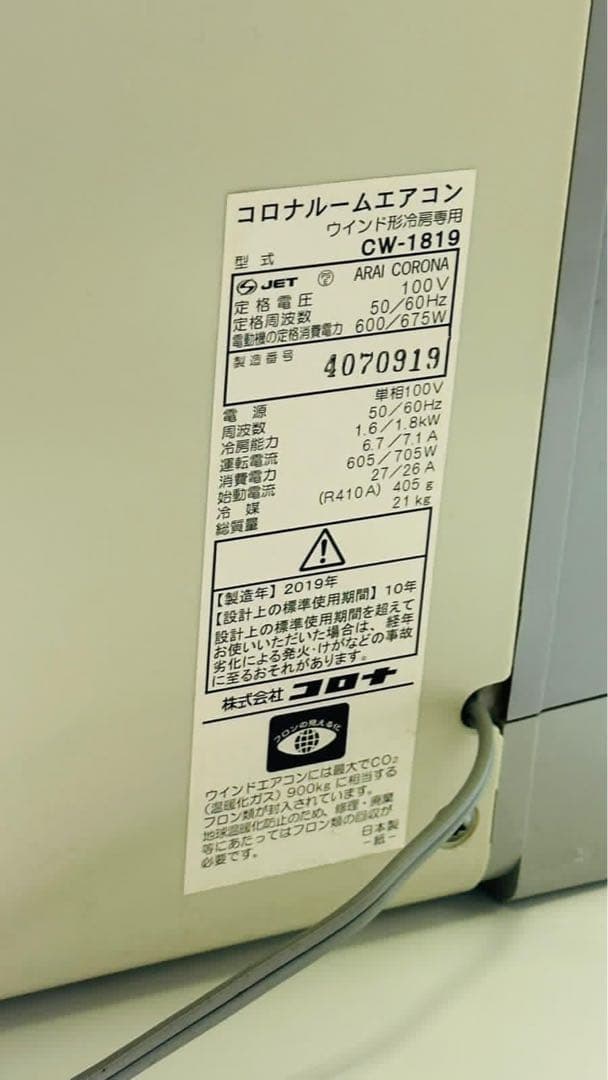 コロナルームエアコン
ウインド形冷房専用
型式 CW-1819
JET PSE ARAI CORONA
定格電圧 100V
定格周波数 50/60Hz
電動機の定格消費電力 600/675W
製造番号 4070919
電源 単相100V
周波数 50/60Hz
冷房能力 1.6/1.8kW
運転電流 6.7/7.1A
消費電力 605/705W
始動電流 27/26A
冷媒 (R410A) 405g
総質量 21kg
【製造年】2019年
【設計上の標準使用期間】10年
設計上の標準使用期間を超えて
お使いいただいた場合は、経年
劣化による発火・けがなどの事故
に至るおそれがあります。
株式会社コロナ
フロンの見える化
ウインドエアコンには最大でCO₂
(温暖化ガス) 900kgに相当する
フロン類が封入されています。
地球温暖化防止のため、修理・廃棄
等にあたってはフロン類の回収が
必要です。
日本製
-紙-